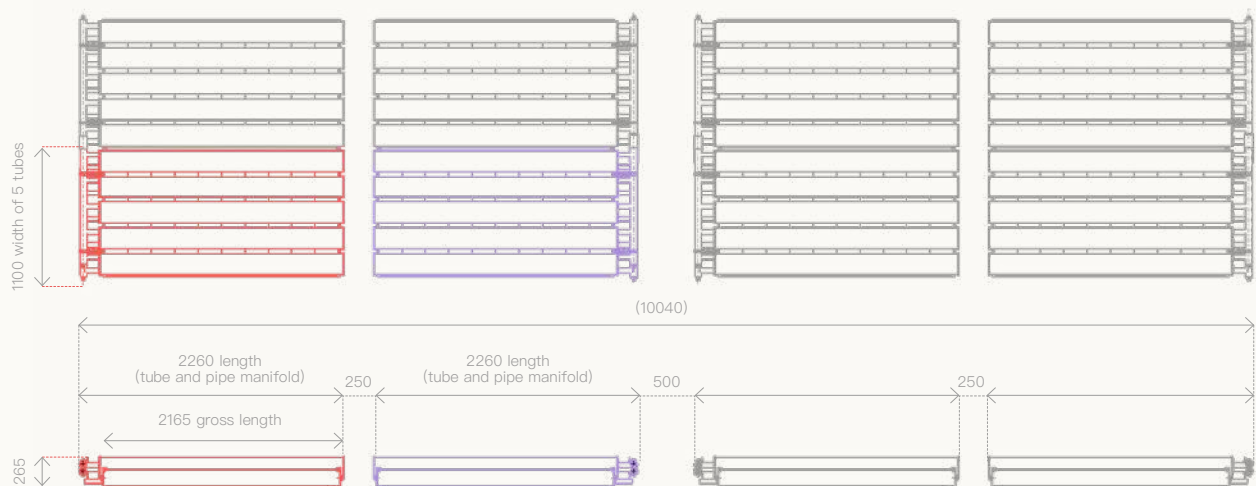 1100 width of 5 tubes
(10040)
2260 length
(tube and pipe manifold)
250
2260 length
(tube and pipe manifold)
500
250
2165 gross length
265